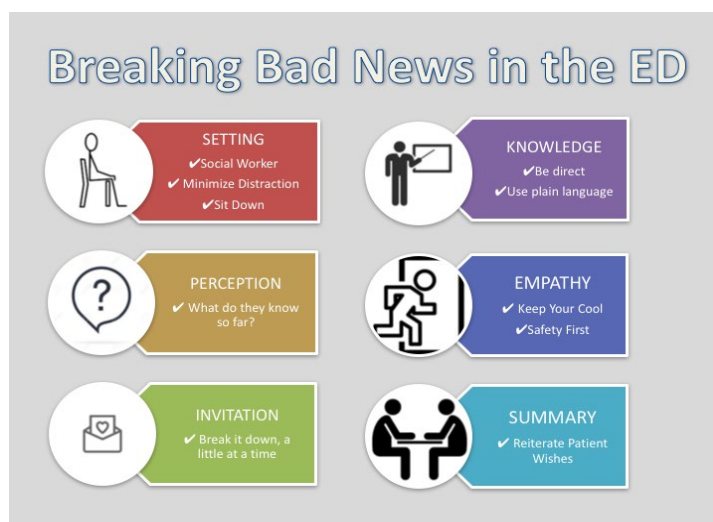 Breaking Bad News in the ED
SETTING
✔Social Worker
✔ Minimize Distraction
✔Sit Down
PERCEPTION
✔ What do they know
so far?
INVITATION
✔ Break it down, a
little at a time
KNOWLEDGE
✔Be direct
✔Use plain language
EMPATHY
✔ Keep Your Cool
✔Safety First
SUMMARY
✔ Reiterate Patient
Wishes